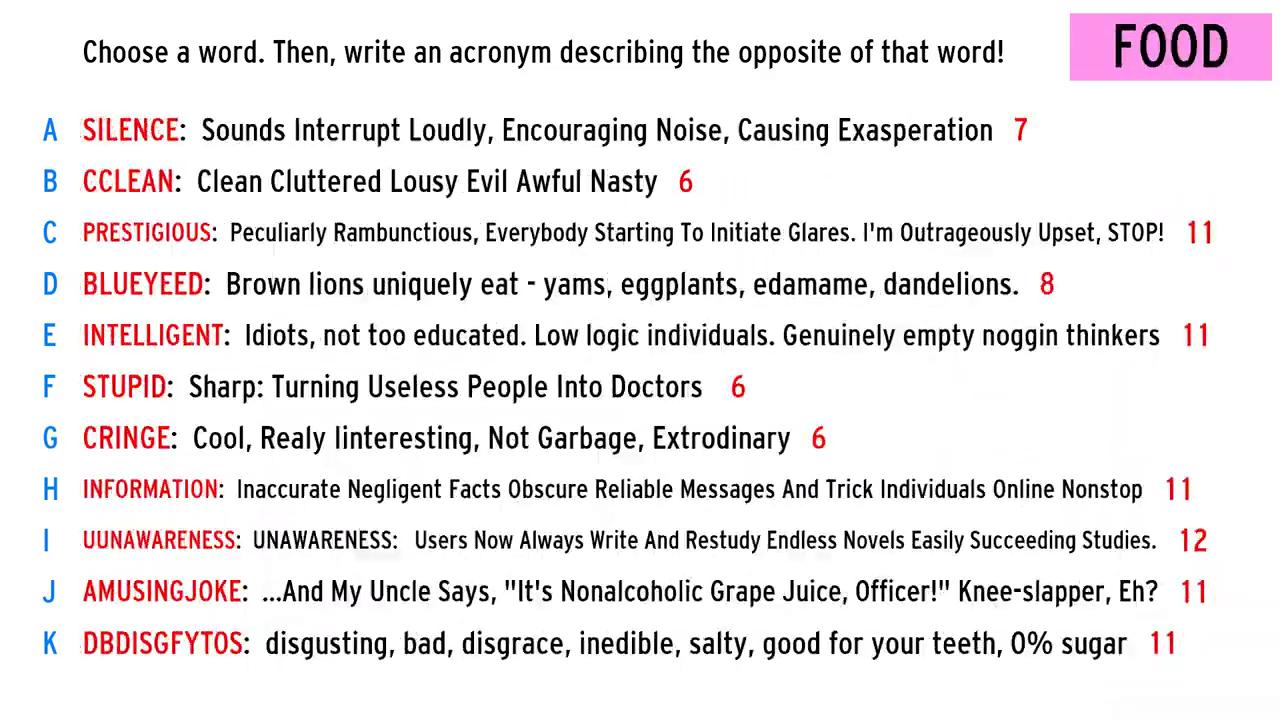 Choose a word. Then, write an acronym describing the opposite of that word!
FOOD
A SILENCE: Sounds Interrupt Loudly, Encouraging Noise, Causing Exasperation 7
B CCLEAN: Clean Cluttered Lousy Evil Awful Nasty 6
C PRESTIGIOUS: Peculiarly Rambunctious, Everybody Starting To Initiate Glares. I'm Outrageously Upset, STOP! 11
D BLUEYEED: Brown lions uniquely eat - yams, eggplants, edamame, dandelions. 8
E INTELLIGENT: Idiots, not too educated. Low logic individuals. Genuinely empty noggin thinkers 11
F STUPID: Sharp: Turning Useless People Into Doctors 6
G CRINGE: Cool, Realy Iinteresting, Not Garbage, Extrodinary 6
H INFORMATION: Inaccurate Negligent Facts Obscure Reliable Messages And Trick Individuals Online Nonstop 11
I UUNAWARENESS: UNAWARENESS: Users Now Always Write And Restudy Endless Novels Easily Succeeding Studies. 12
J AMUSINGJOKE: ...And My Uncle Says, "It's Nonalcoholic Grape Juice, Officer!" Knee-slapper, Eh? 11
K DBDISGFYTOS: disgusting, bad, disgrace, inedible, salty, good for your teeth, 0% sugar 11